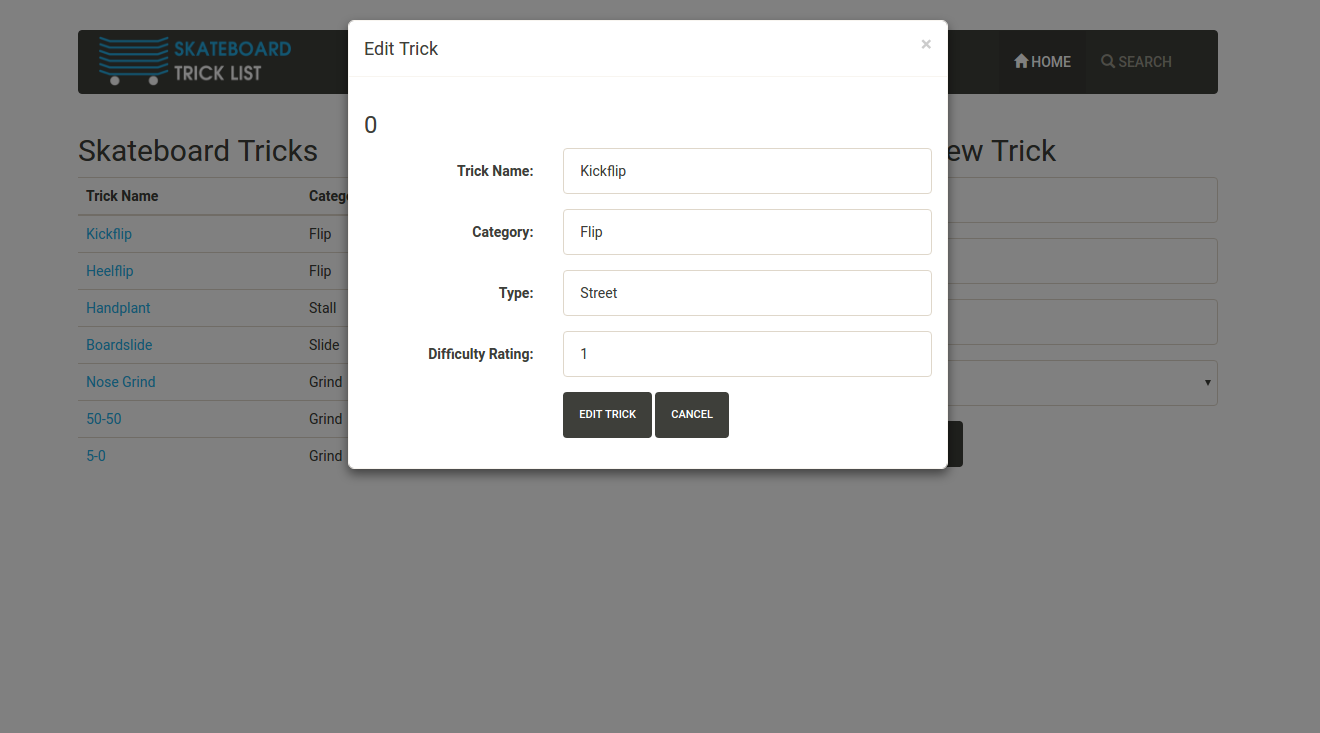 SKATEBOARD
TRICK LIST
HOME
SEARCH
Edit Trick
×
0
Trick Name:
Kickflip
Category:
Flip
Type:
Street
Difficulty Rating:
1
EDIT TRICK
CANCEL
Skateboard Tricks
Trick Name
Kickflip
Flip
Heelflip
Flip
Handplant
Stall
Boardslide
Slide
Nose Grind
Grind
50-50
Grind
5-0
Grind
Trick